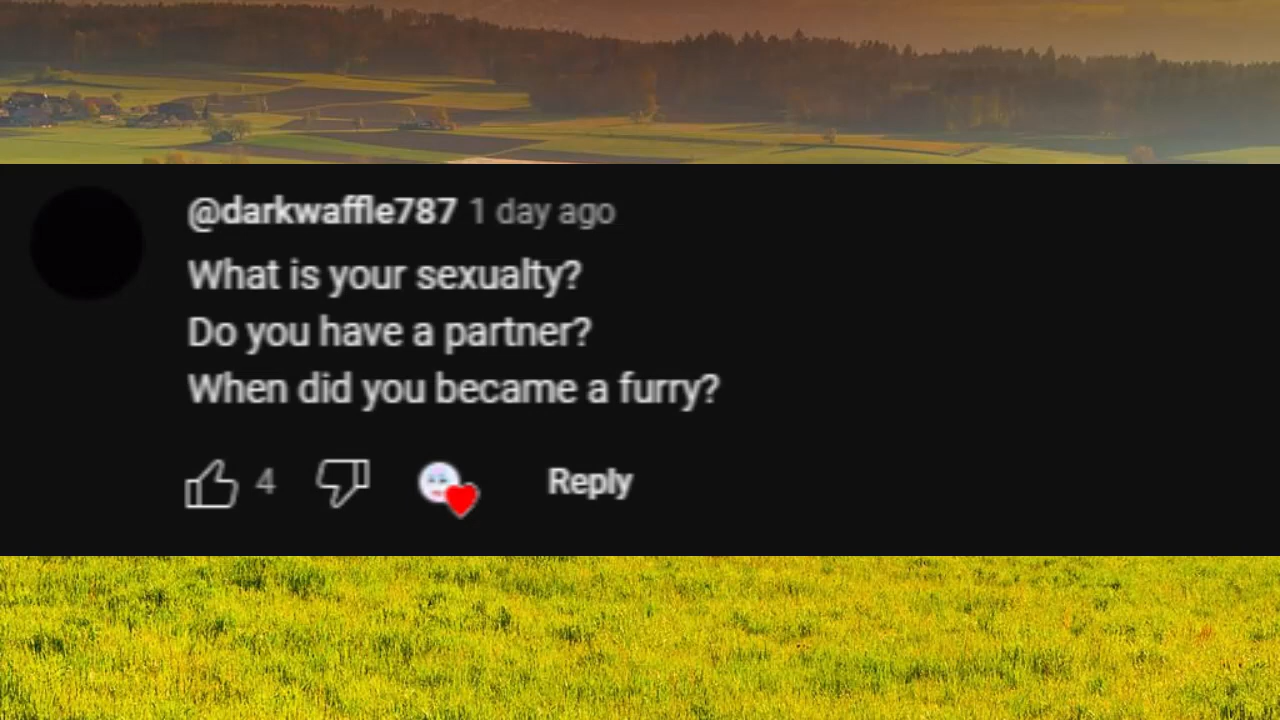 @darkwaffle787 1 day ago
What is your sexualty?
Do you have a partner?
When did you became a furry?
4 Reply